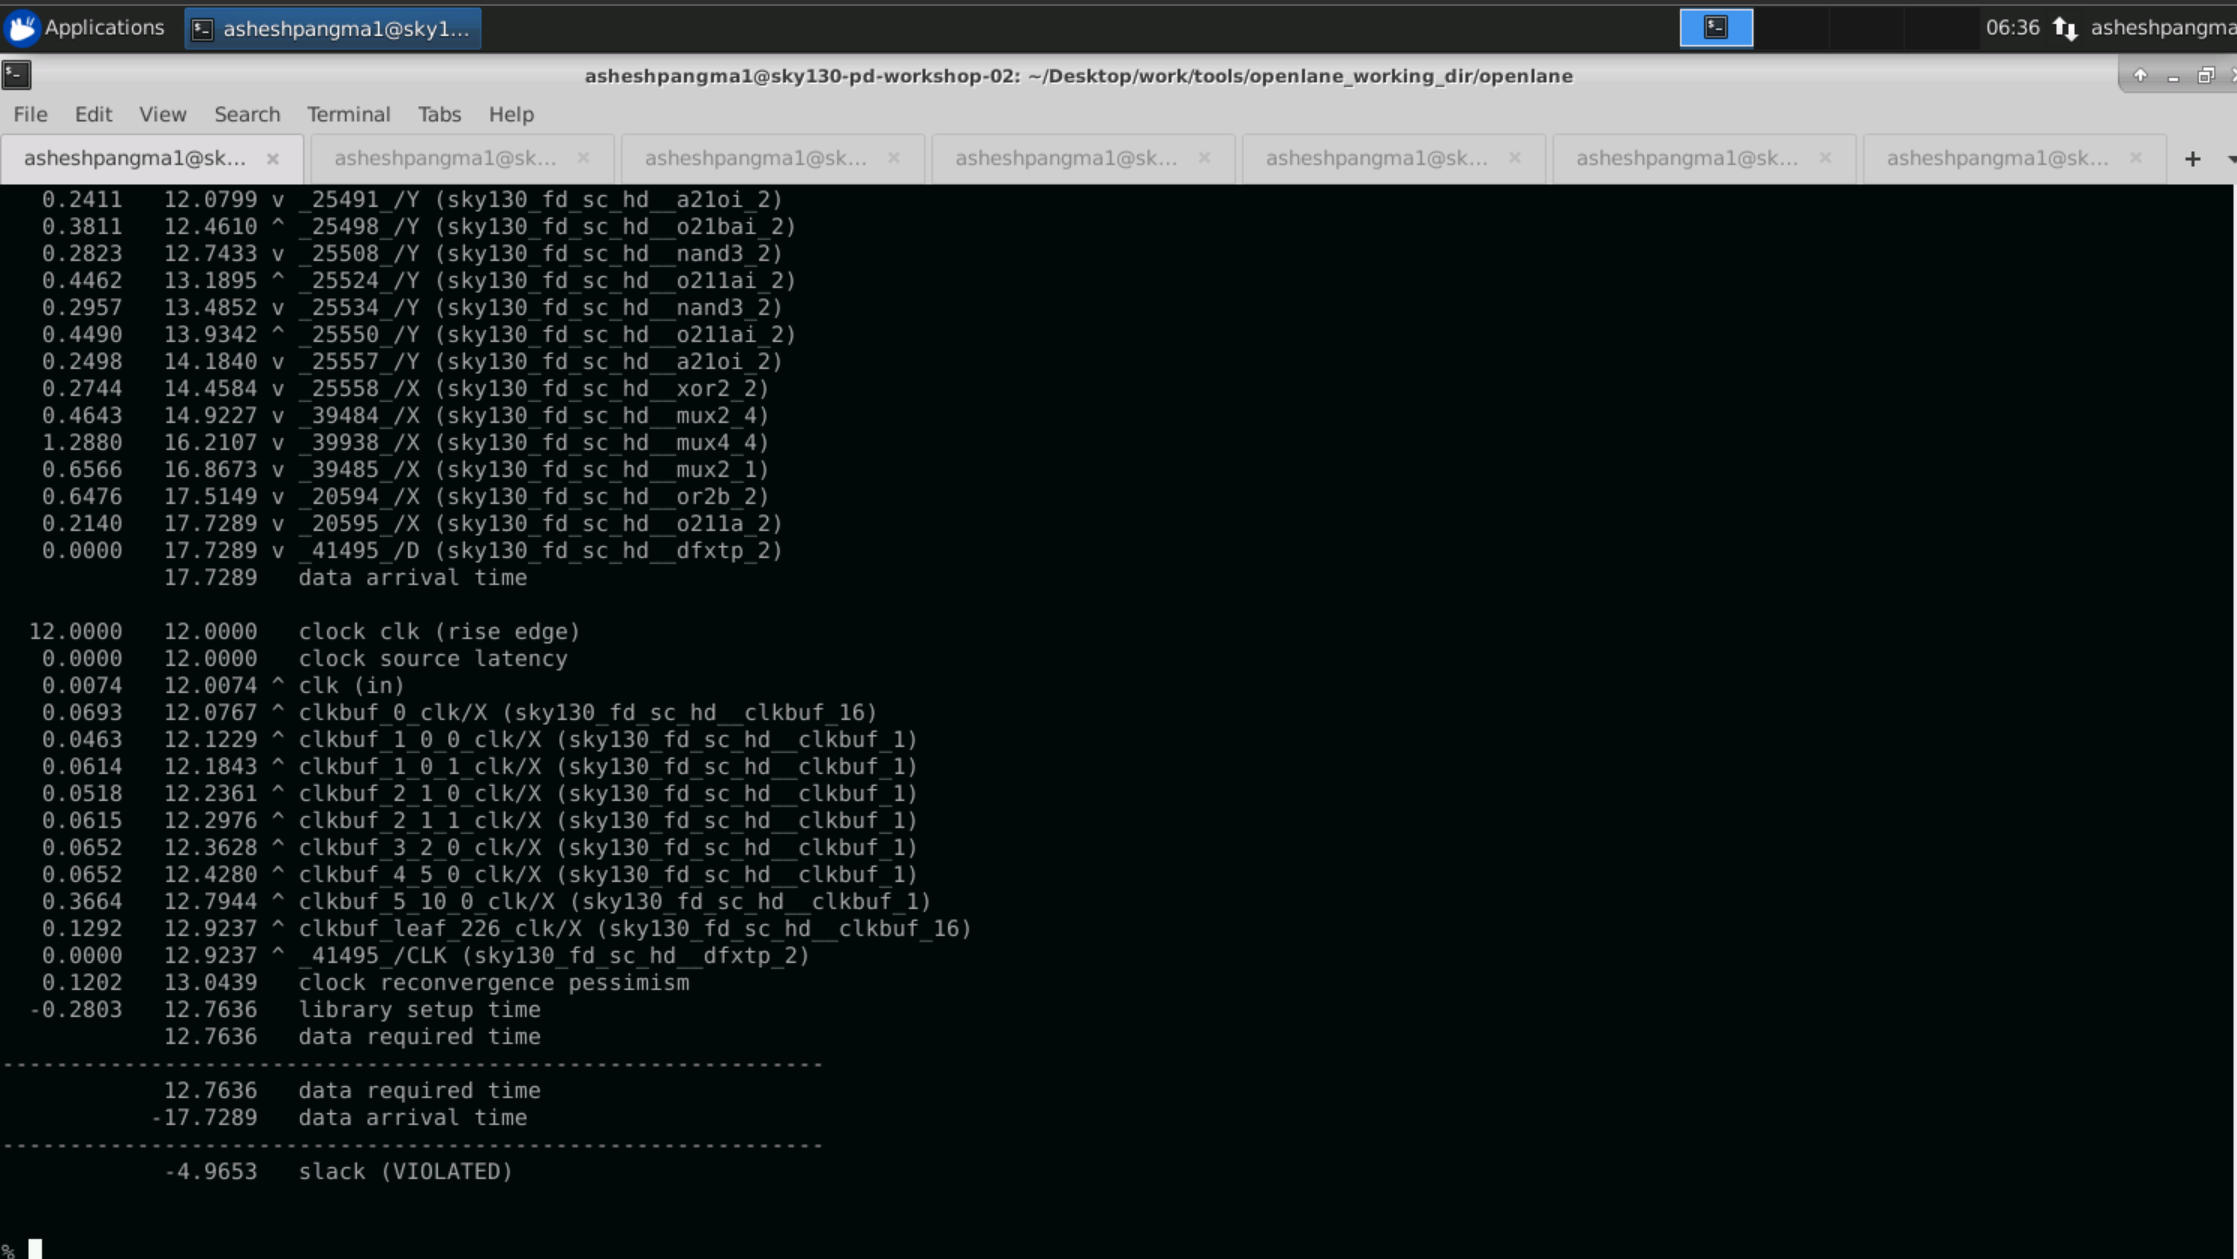 Applications asheshpangma1@sky1... 06:36 asheshpangma
asheshpangma1@sky130-pd-workshop-02: ~/Desktop/work/tools/openlane_working_dir/openlane
File Edit View Search Terminal Tabs Help
asheshpangma1@sk... asheshpangma1@sk... asheshpangma1@sk... asheshpangma1@sk... asheshpangma1@sk... asheshpangma1@sk... asheshpangma1@sk...
0.2411 12.0799 v _25491_/Y (sky130_fd_sc_hd__a21oi_2)
0.3811 12.4610 ^ _25498_/Y (sky130_fd_sc_hd__o21bai_2)
0.2823 12.7433 v _25508_/Y (sky130_fd_sc_hd__nand3_2)
0.4462 13.1895 ^ _25524_/Y (sky130_fd_sc_hd__o211ai_2)
0.2957 13.4852 v _25534_/Y (sky130_fd_sc_hd__nand3_2)
0.4490 13.9342 ^ _25550_/Y (sky130_fd_sc_hd__o211ai_2)
0.2498 14.1840 v _25557_/Y (sky130_fd_sc_hd__a21oi_2)
0.2744 14.4584 v _25558_/X (sky130_fd_sc_hd__xor2_2)
0.4643 14.9227 v _39484_/X (sky130_fd_sc_hd__mux2_4)
1.2880 16.2107 v _39938_/X (sky130_fd_sc_hd__mux4_4)
0.6566 16.8673 v _39485_/X (sky130_fd_sc_hd__mux2_1)
0.6476 17.5149 v _20594_/X (sky130_fd_sc_hd__or2b_2)
0.2140 17.7289 v _20595_/X (sky130_fd_sc_hd__o211a_2)
0.0000 17.7289 v _41495_/D (sky130_fd_sc_hd__dfxtp_2)
17.7289 data arrival time
12.0000 12.0000 clock clk (rise edge)
0.0000 12.0000 clock source latency
0.0074 12.0074 ^ clk (in)
0.0693 12.0767 ^ clkbuf_0_clk/X (sky130_fd_sc_hd__clkbuf_16)
0.0463 12.1229 ^ clkbuf_1_0_0_clk/X (sky130_fd_sc_hd__clkbuf_1)
0.0614 12.1843 ^ clkbuf_1_0_1_clk/X (sky130_fd_sc_hd__clkbuf_1)
0.0518 12.2361 ^ clkbuf_2_1_0_clk/X (sky130_fd_sc_hd__clkbuf_1)
0.0615 12.2976 ^ clkbuf_2_1_1_clk/X (sky130_fd_sc_hd__clkbuf_1)
0.0652 12.3628 ^ clkbuf_3_2_0_clk/X (sky130_fd_sc_hd__clkbuf_1)
0.0652 12.4280 ^ clkbuf_4_5_0_clk/X (sky130_fd_sc_hd__clkbuf_1)
0.3664 12.7944 ^ clkbuf_5_10_0_clk/X (sky130_fd_sc_hd__clkbuf_1)
0.1292 12.9237 ^ clkbuf_leaf_226_clk/X (sky130_fd_sc_hd__clkbuf_16)
0.0000 12.9237 ^ _41495_/CLK (sky130_fd_sc_hd__dfxtp_2)
0.1202 13.0439 clock reconvergence pessimism
-0.2803 12.7636 library setup time
12.7636 data required time
-------------------------------------------------------------
12.7636 data required time
-17.7289 data arrival time
-------------------------------------------------------------
-4.9653 slack (VIOLATED)
%